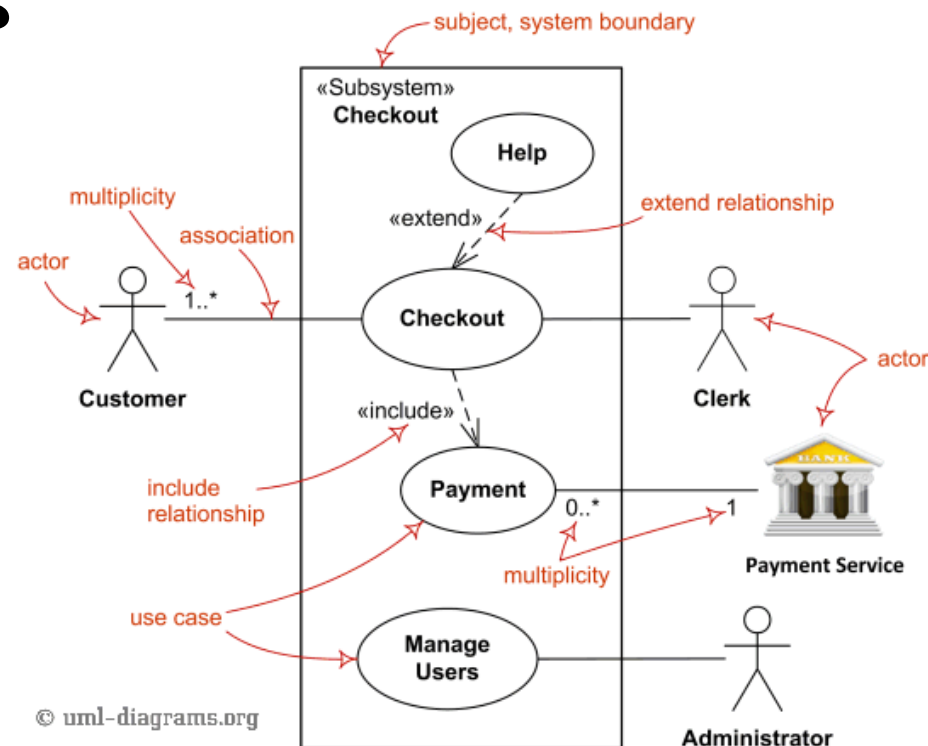 subject, system boundary
«Subsystem»
Checkout
Help
multiplicity
«extend»
extend relationship
association
actor
1..*
Checkout
actor
Customer
Clerk
«include»
BANK
include
relationship
Payment
0..*
1
multiplicity
Payment Service
use case
Manage
Users
© uml-diagrams.org
Administrator